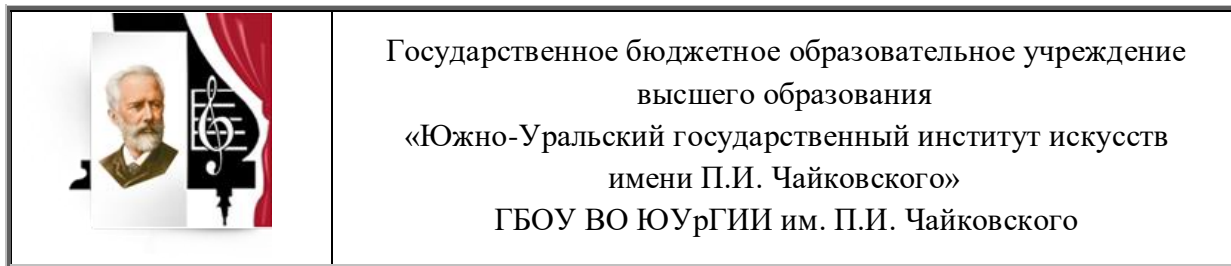 Государственное бюджетное образовательное учреждение
высшего образования
«Южно-Уральский государственный институт искусств
имени П.И. Чайковского»
ГБОУ ВО ЮУрГИИ им. П.И. Чайковского